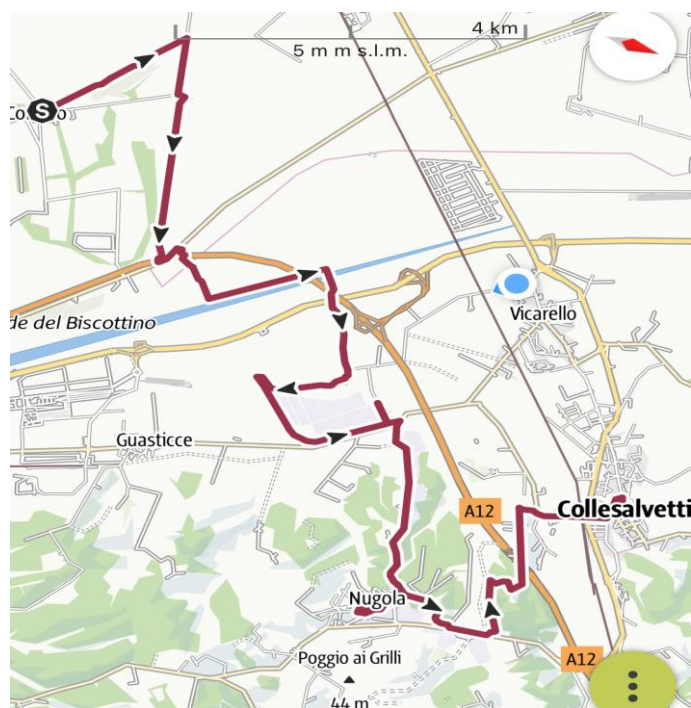 4 km
5 m m s.l.m.
S
de del Biscottino
Vicarello
Guasticce
A12
Collesalvetti
Nugola
Poggio ai Grilli
A12
44 m